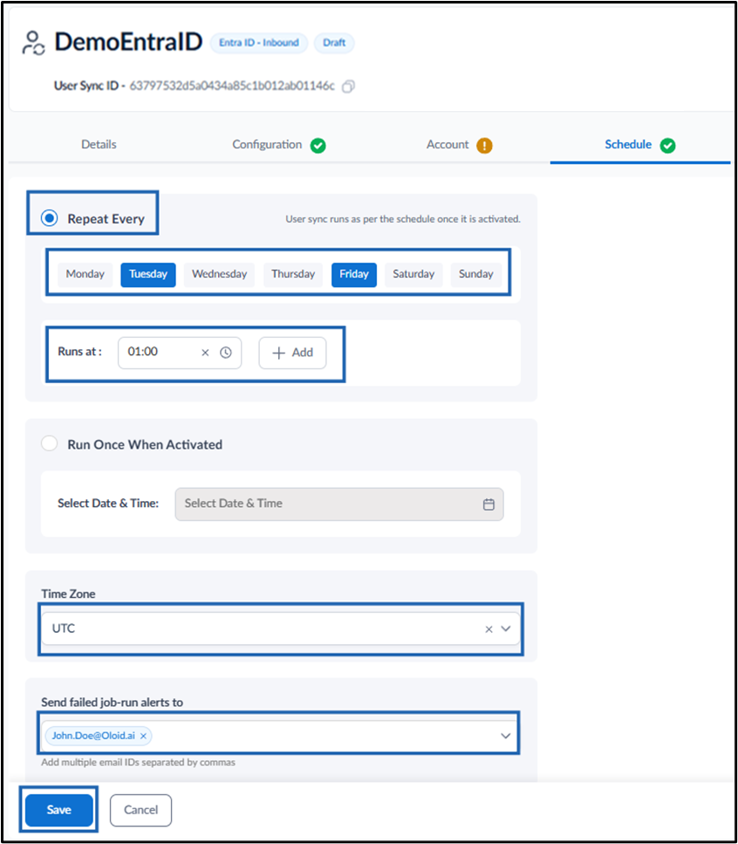 DemoEntraID Entra ID - Inbound Draft
User Sync ID - 63797532d5a0434a85c1b012ab01146c
Details Configuration Account Schedule
Repeat Every User sync runs as per the schedule once it is activated.
Monday Tuesday Wednesday Thursday Friday Saturday Sunday
Runs at : 01:00 Add
Run Once When Activated
Select Date & Time: Select Date & Time
Time Zone
UTC
Send failed job-run alerts to
John.Doe@Oloid.ai
Add multiple email IDs separated by commas
Save Cancel